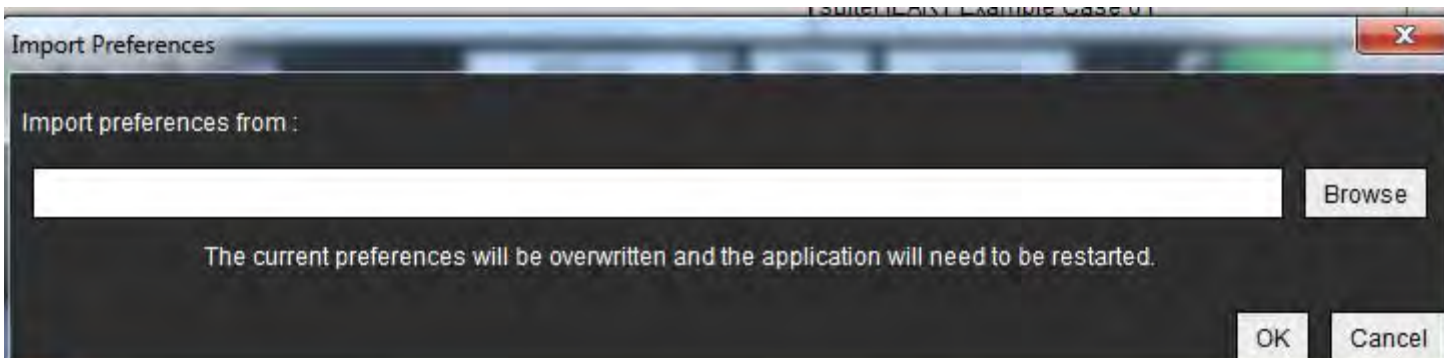 Import Preferences
Import preferences from :
Browse
The current preferences will be overwritten and the application will need to be restarted.
OK
Cancel